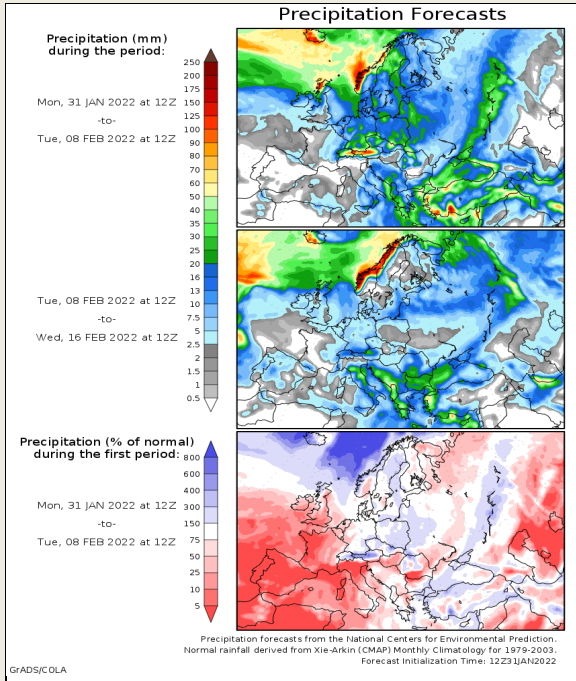 Precipitation Forecasts
Precipitation (mm)
during the period:
Mon, 31 JAN 2022 at 12Z
-to-
Tue, 08 FEB 2022 at 12Z
250
200
175
150
125
100
90
80
70
60
50
40
35
30
25
20
16
13
10
7.5
5
2.5
2
1.5
1
0.5
Tue, 08 FEB 2022 at 12Z
-to-
Wed, 16 FEB 2022 at 12Z
Precipitation (% of normal)
during the first period:
Mon, 31 JAN 2022 at 12Z
-to-
Tue, 08 FEB 2022 at 12Z
800
600
400
300
150
75
50
25
10
5
Precipitation forecasts from the National Centers for Environmental Prediction.
Normal rainfall derived from Xie-Arkin (CMAP) Monthly Climatology for 1979-2003.
Forecast Initialization Time: 12Z31JAN2022
GrADS/COLA